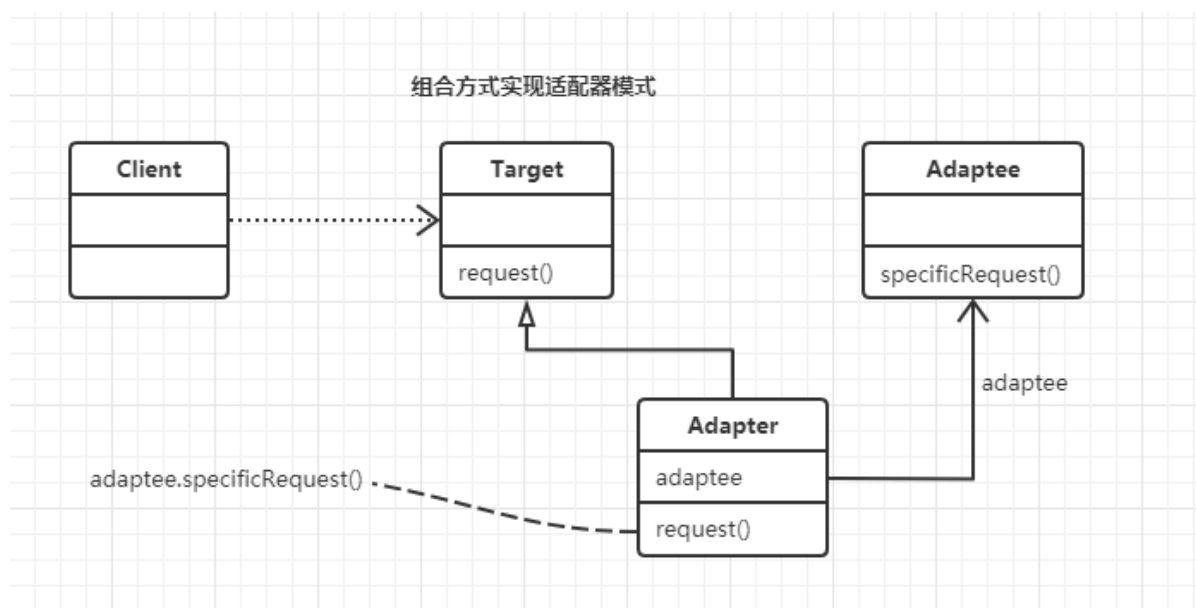 组合方式实现适配器模式
Client
Target
request()
Adaptee
specificRequest()
adaptee
Adapter
adaptee
request()
adaptee.specificRequest()